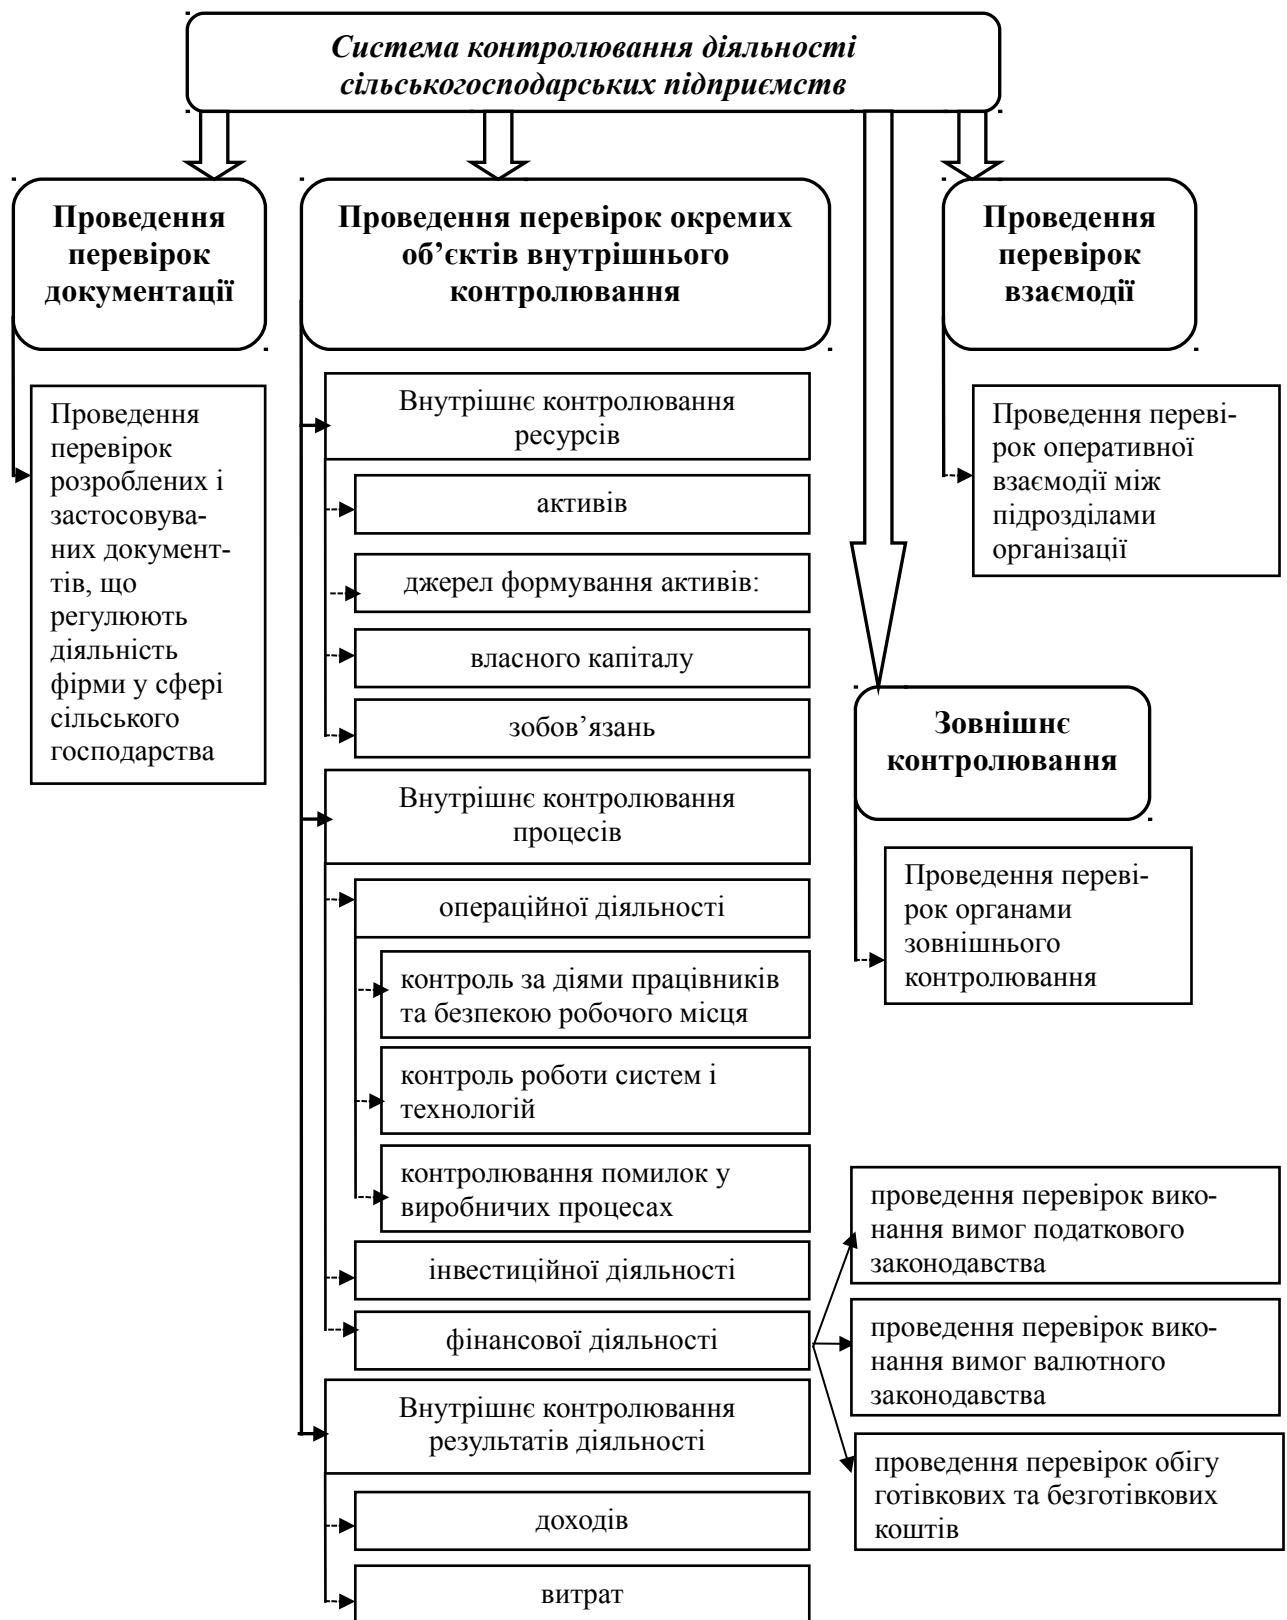 Система контролювання діяльності
сільськогосподарських підприємств
Проведення
перевірок
документації
Проведення
перевірок
розроблених і
застосовува-
них документ-
тів, що
регулюють
діяльність
фірми у сфері
сільського
господарства
Проведення перевірок окремих
об’єктів внутрішнього
контролювання
Внутрішнє контролювання
ресурсів
активів
джерел формування активів:
власного капіталу
зобов’язань
Внутрішнє контролювання
процесів
операційної діяльності
контроль за діями працівників
та безпекою робочого місця
контроль роботи систем і
технологій
контролювання помилок у
виробничих процесах
інвестиційної діяльності
фінансової діяльності
проведення перевірок вико-
нання вимог податкового
законодавства
проведення перевірок вико-
нання вимог валютного
законодавства
проведення перевірок обігу
готівкових та безготівкових
коштів
Внутрішнє контролювання
результатів діяльності
доходів
витрат
Зовнішнє
контролювання
Проведення переві-
рок органами
зовнішнього
контролювання
Проведення
перевірок
взаємодії
Проведення переві-
рок оперативної
взаємодії між
підрозділами
організації